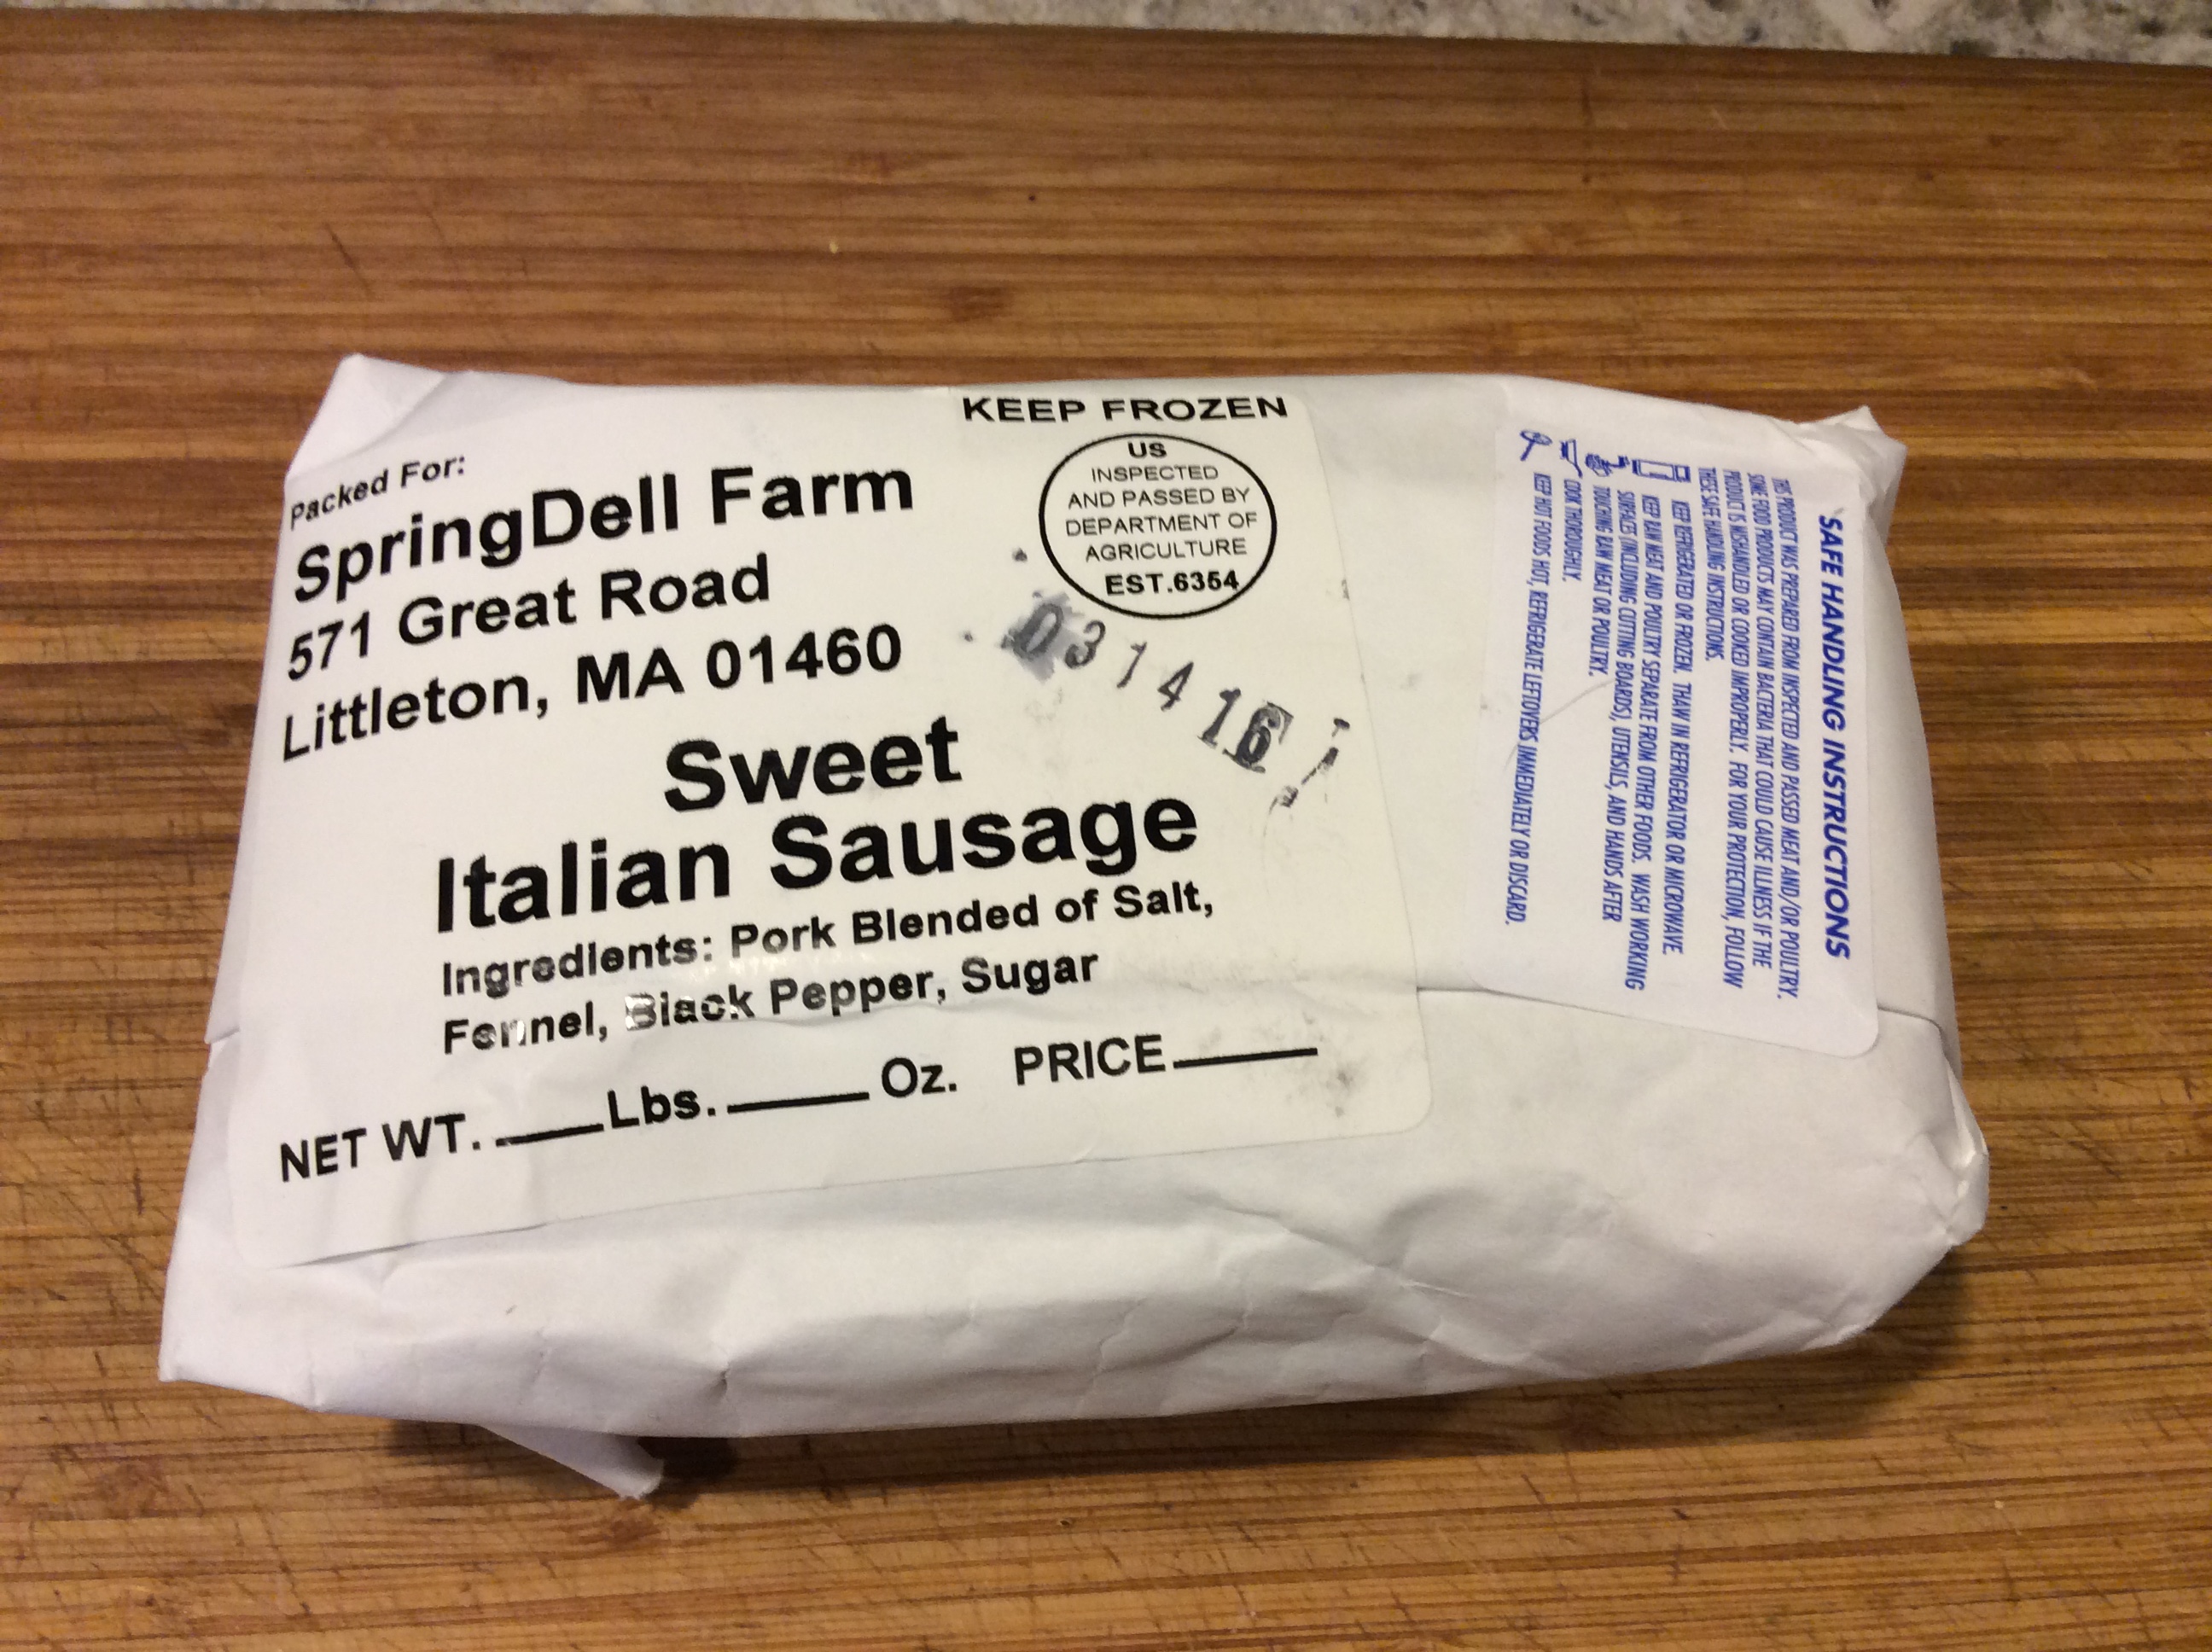 KEEP FROZEN
Packed For:
SpringDell Farm
571 Great Road
Littleton, MA 01460
US
INSPECTED
AND PASSED BY
DEPARTMENT OF
AGRICULTURE
EST.6354
031416
Sweet
Italian Sausage
Ingredients: Pork Blended of Salt,
Fennel, Black Pepper, Sugar
NET WT. ____Lbs. _____ Oz. PRICE_____
SAFE HANDLING INSTRUCTIONS
THIS PRODUCT WAS PREPARED FROM INSPECTED AND PASSED MEAT AND/OR POULTRY.
SOME FOOD PRODUCTS MAY CONTAIN BACTERIA THAT COULD CAUSE ILLNESS IF THE
PRODUCT IS MISHANDLED OR COOKED IMPROPERLY. FOR YOUR PROTECTION, FOLLOW
THESE SAFE HANDLING INSTRUCTIONS.
KEEP REFRIGERATED OR FROZEN. THAW IN REFRIGERATOR OR MICROWAVE.
KEEP RAW MEAT AND POULTRY SEPARATE FROM OTHER FOODS. WASH WORKING
SURFACES (INCLUDING CUTTING BOARDS), UTENSILS, AND HANDS AFTER
TOUCHING RAW MEAT OR POULTRY.
COOK THOROUGHLY.
KEEP HOT FOODS HOT, REFRIGERATE LEFTOVERS IMMEDIATELY OR DISCARD.